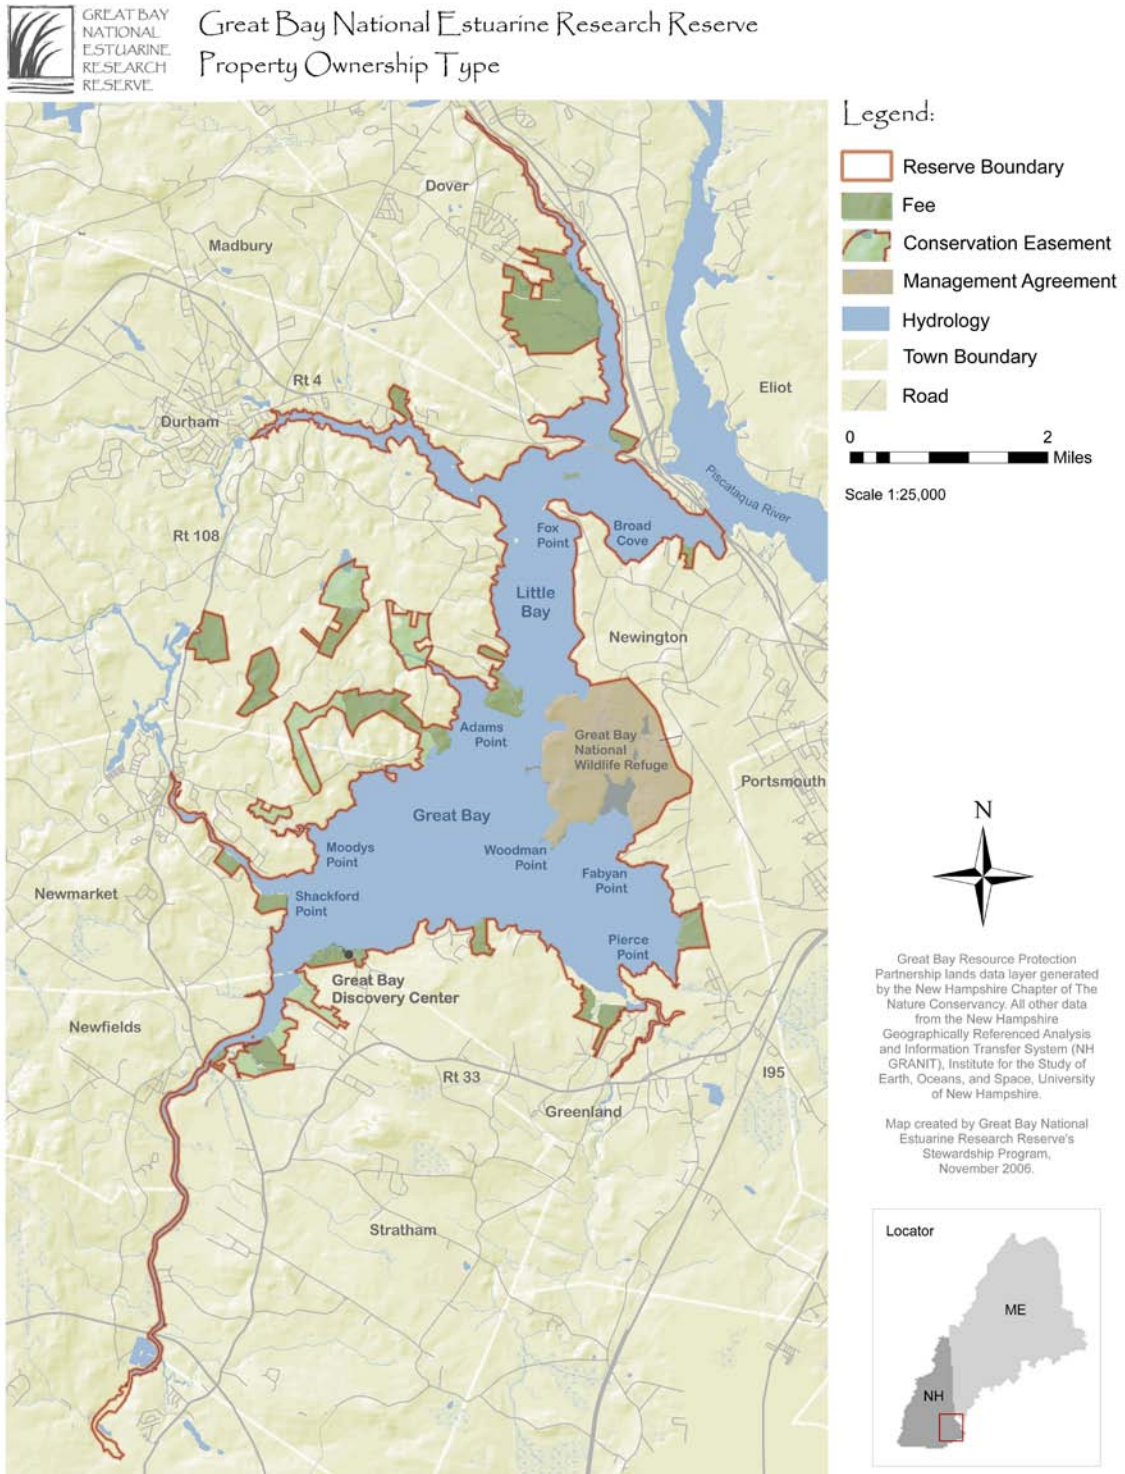 GREAT BAY
NATIONAL
ESTUARINE
RESEARCH
RESERVE
Great Bay National Estuarine Research Reserve
Property Ownership Type
Legend:
Reserve Boundary
Fee
Conservation Easement
Management Agreement
Hydrology
Town Boundary
Road
0 2
Miles
Scale 1:25,000
Dover
Madbury
Rt 4
Eliot
Durham
Piscataqua River
Rt 108
Fox
Point
Broad
Cove
Little
Bay
Newington
Adams
Point
Great Bay
National
Wildlife Refuge
Portsmouth
Great Bay
Moodys
Point
Woodman
Point
Fabyan
Point
Newmarket
Shackford
Point
Pierce
Point
Great Bay
Discovery Center
Newfields
Rt 33
I95
Greenland
Stratham
N
Great Bay Resource Protection
Partnership lands data layer generated
by the New Hampshire Chapter of The
Nature Conservancy. All other data
from the New Hampshire
Geographically Referenced Analysis
and Information Transfer System (NH
GRANIT), Institute for the Study of
Earth, Oceans, and Space, University
of New Hampshire.
Map created by Great Bay National
Estuarine Research Reserve's
Stewardship Program,
November 2006.
Locator
ME
NH